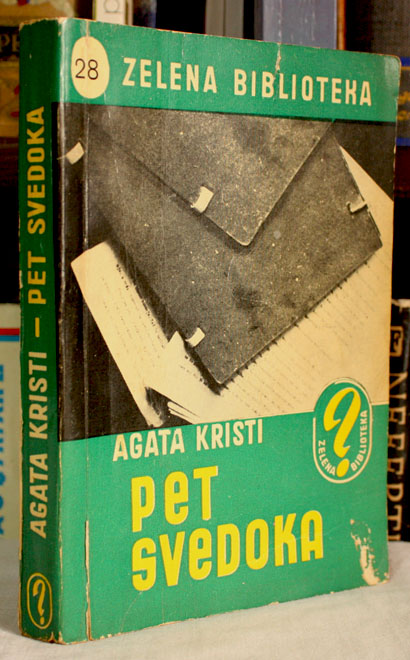 28 ZELENA BIBLIOTEKA
AGATA KRISTI
PET
SVEDOKA
?
ZELENA BIBLIOTEKA
AGATA KRISTI — PET SVEDOKA
?